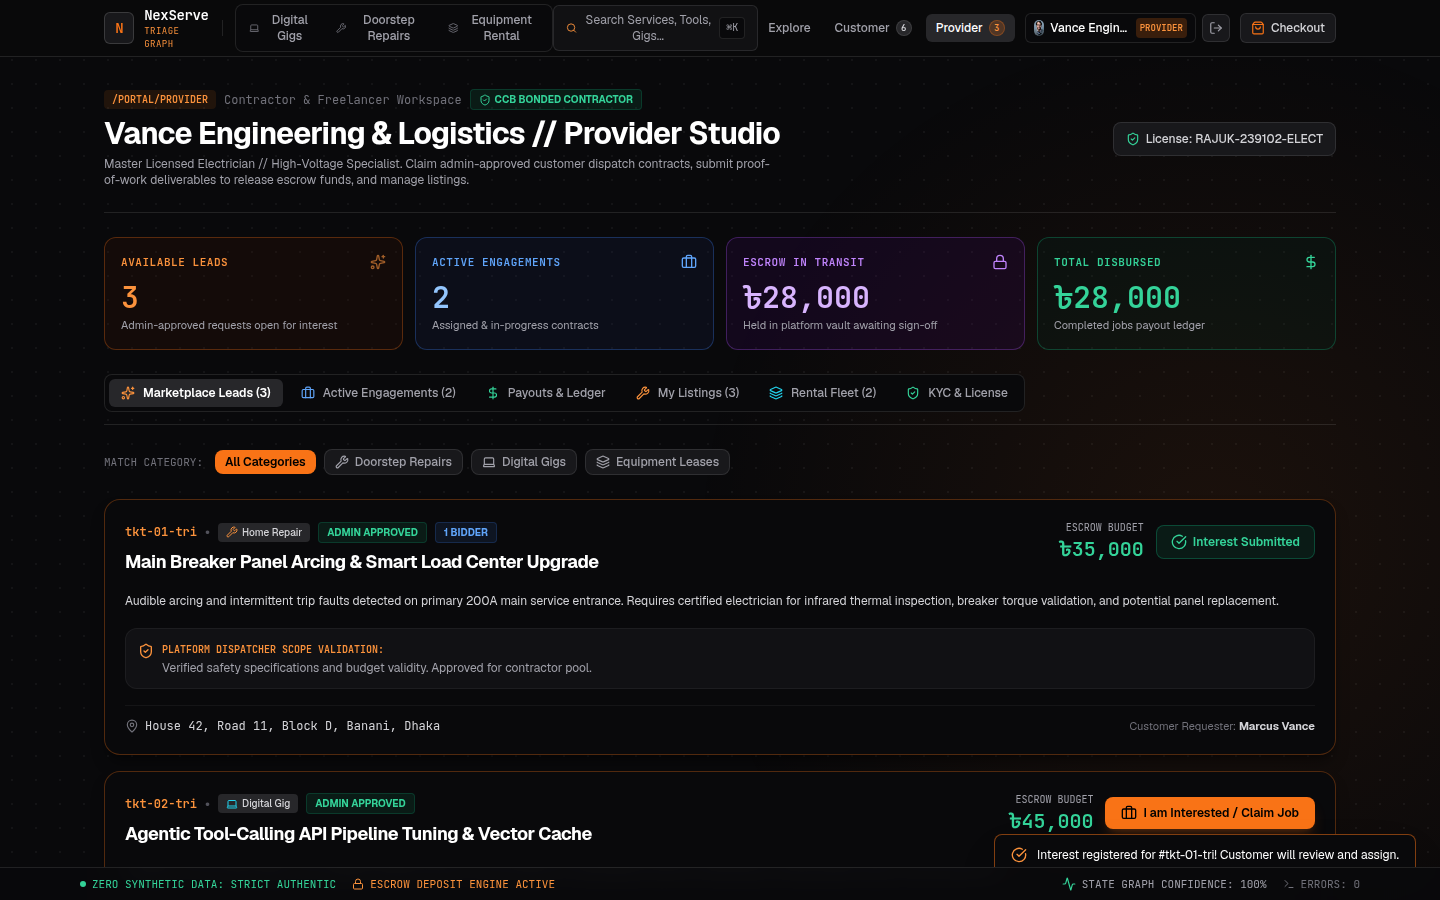 N
NexServe
TRIAGE GRAPH
Digital Gigs
Doorstep Repairs
Equipment Rental
Search Services, Tools, Gigs...
⌘K
Explore
Customer 6
Provider 3
Vance Engin...
PROVIDER
Checkout
/PORTAL/PROVIDER
Contractor & Freelancer Workspace
CCB BONDED CONTRACTOR
Vance Engineering & Logistics // Provider Studio
License: RAJUK-239102-ELECT
Master Licensed Electrician // High-Voltage Specialist. Claim admin-approved customer dispatch contracts, submit proof-
of-work deliverables to release escrow funds, and manage listings.
AVAILABLE LEADS
3
Admin-approved requests open for interest
ACTIVE ENGAGEMENTS
2
Assigned & in-progress contracts
ESCROW IN TRANSIT
৳28,000
Held in platform vault awaiting sign-off
TOTAL DISBURSED
৳28,000
Completed jobs payout ledger
Marketplace Leads (3)
Active Engagements (2)
Payouts & Ledger
My Listings (3)
Rental Fleet (2)
KYC & License
MATCH CATEGORY:
All Categories
Doorstep Repairs
Digital Gigs
Equipment Leases
tkt-01-tri • Home Repair ADMIN APPROVED 1 BIDDER
Main Breaker Panel Arcing & Smart Load Center Upgrade
ESCROW BUDGET
৳35,000
Interest Submitted
Audible arcing and intermittent trip faults detected on primary 200A main service entrance. Requires certified electrician for infrared thermal inspection, breaker torque validation, and potential panel replacement.
PLATFORM DISPATCHER SCOPE VALIDATION:
Verified safety specifications and budget validity. Approved for contractor pool.
House 42, Road 11, Block D, Banani, Dhaka
Customer Requester: Marcus Vance
tkt-02-tri • Digital Gig ADMIN APPROVED
Agentic Tool-Calling API Pipeline Tuning & Vector Cache
ESCROW BUDGET
৳45,000
I am Interested / Claim Job
Interest registered for #tkt-01-tri! Customer will review and assign.
ZERO SYNTHETIC DATA: STRICT AUTHENTIC
ESCROW DEPOSIT ENGINE ACTIVE
STATE GRAPH CONFIDENCE: 100%
ERRORS: 0